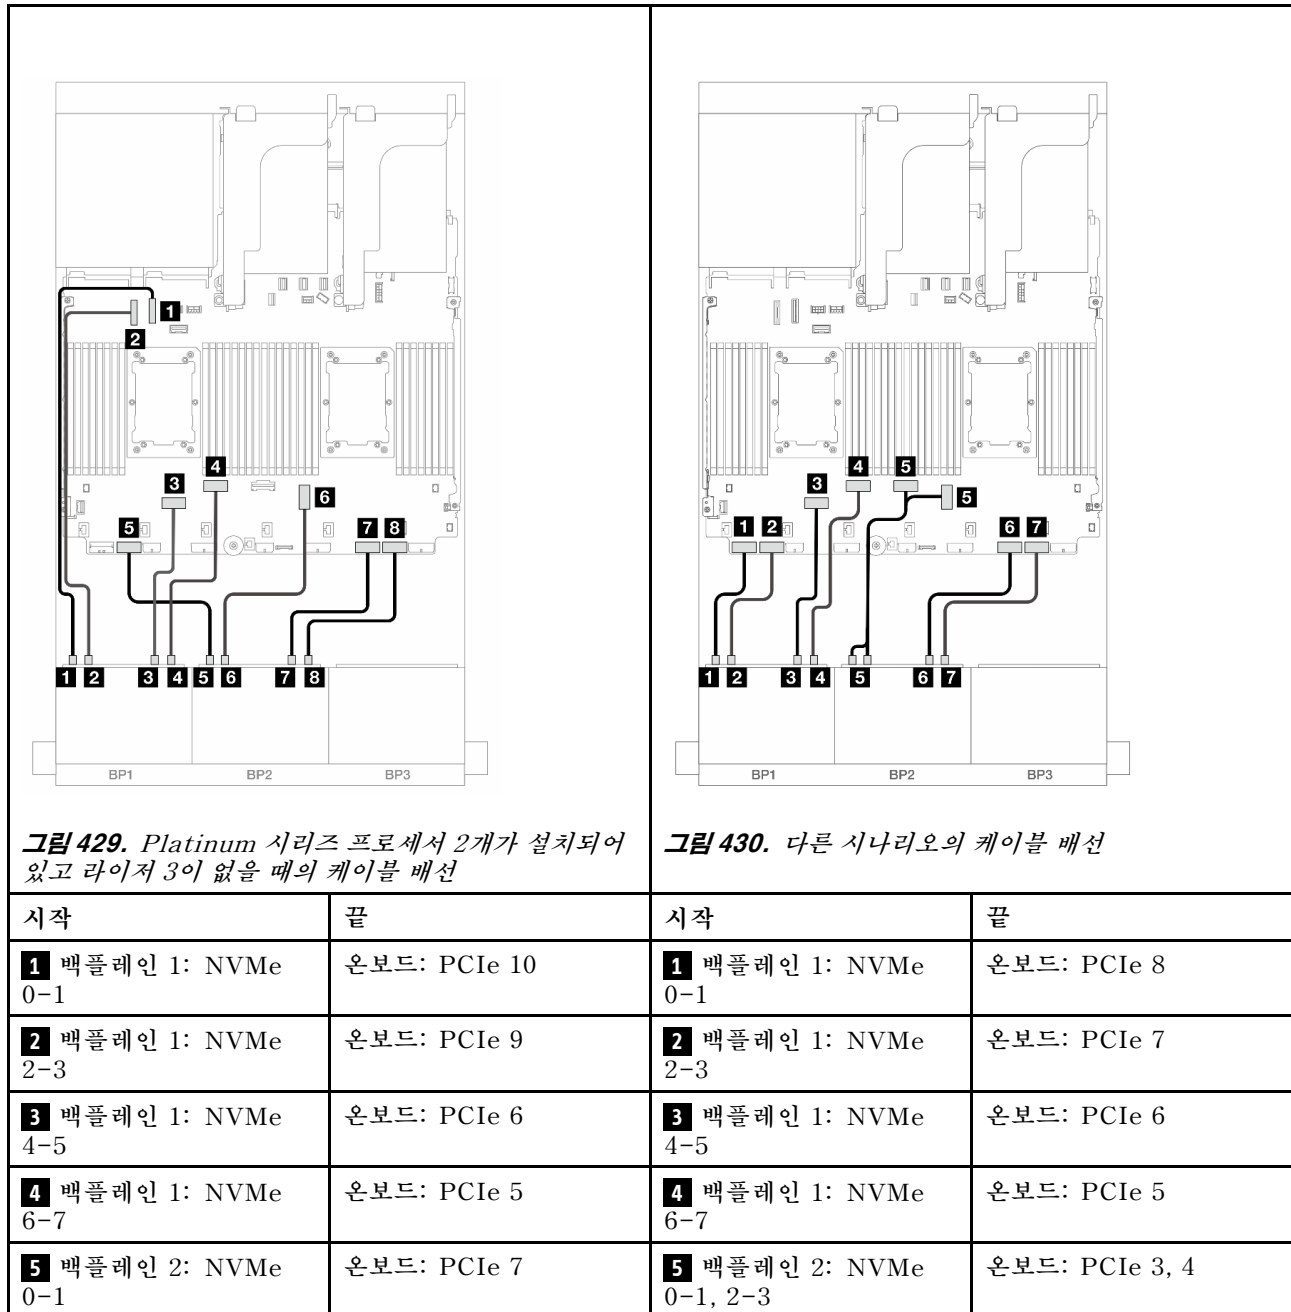 1
2
3
4
5
6
7
8
1
2
3
4
5
6
7
8
BP1
BP2
BP3
그림 429. Platinum 시리즈 프로세서 2개가 설치되어
있고 라이저 3이 없을 때의 케이블 배선
1
2
3
4
5
5
6
7
1
2
3
4
5
6
7
BP1
BP2
BP3
그림 430. 다른 시나리오의 케이블 배선
시작 끝 시작 끝
1 백플레인 1: NVMe
0-1
온보드: PCIe 10
1 백플레인 1: NVMe
0-1
온보드: PCIe 8
2 백플레인 1: NVMe
2-3
온보드: PCIe 9
2 백플레인 1: NVMe
2-3
온보드: PCIe 7
3 백플레인 1: NVMe
4-5
온보드: PCIe 6
3 백플레인 1: NVMe
4-5
온보드: PCIe 6
4 백플레인 1: NVMe
6-7
온보드: PCIe 5
4 백플레인 1: NVMe
6-7
온보드: PCIe 5
5 백플레인 2: NVMe
0-1
온보드: PCIe 7
5 백플레인 2: NVMe
0-1, 2-3
온보드: PCIe 3, 4